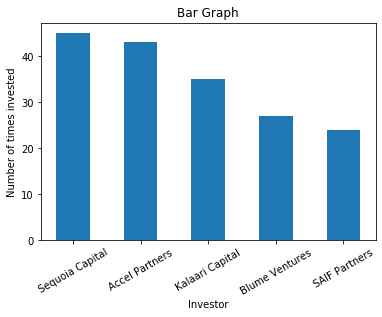 Bar Graph
Number of times invested
40
30
20
10
0
Sequoia Capital
Accel Partners
Kalaari Capital
Blume Ventures
SAIF Partners
Investor